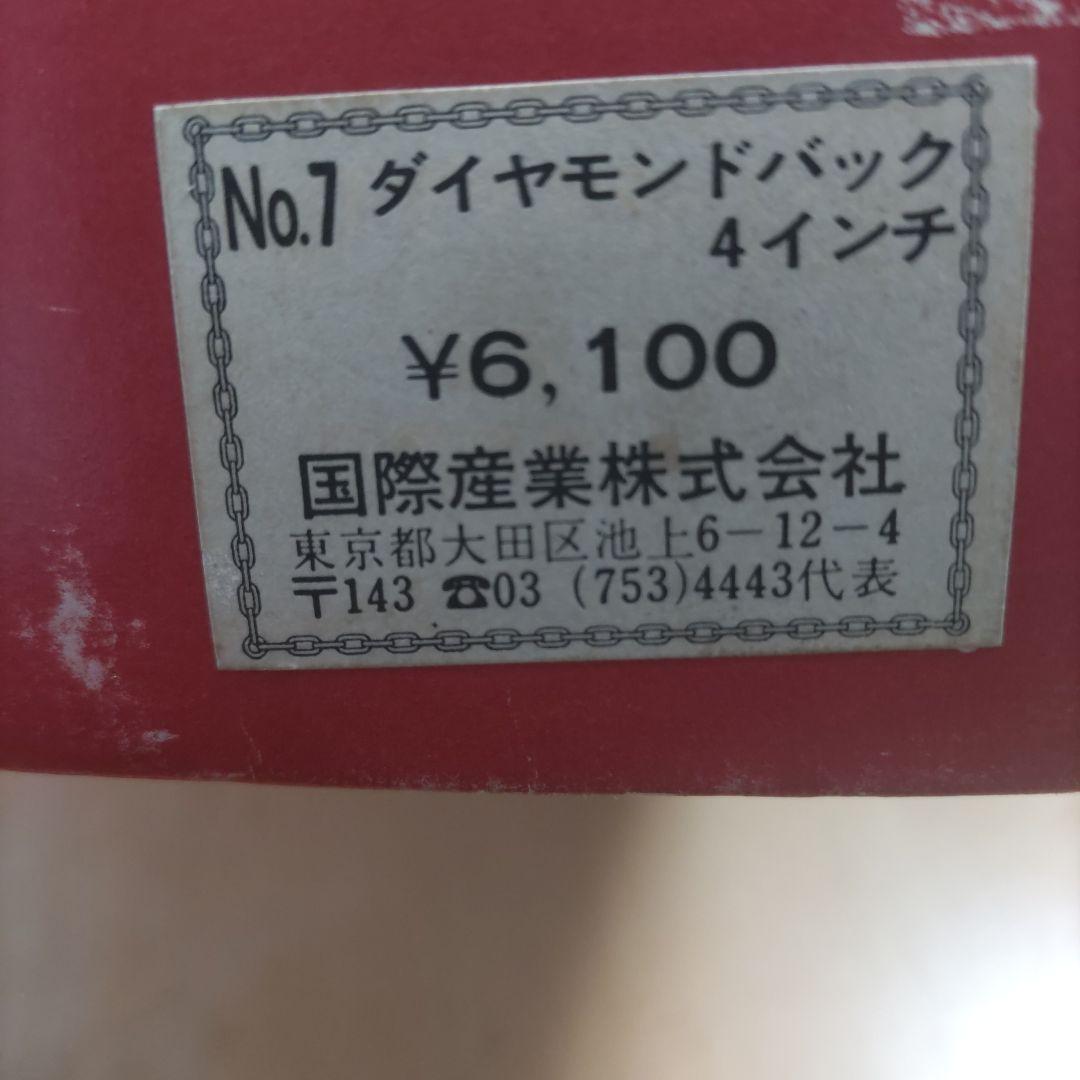 No.7 ダイヤモンドバック
4インチ
¥6,100
国際産業株式会社
東京都大田区池上6-12-4
〒143 ☎03 (753)4443代表